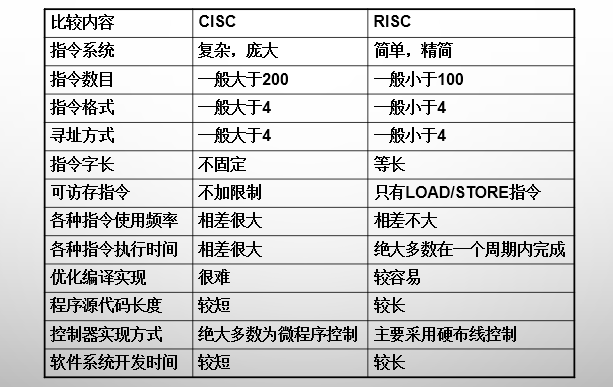 比较内容 CISC RISC
指令系统 复杂，庞大 简单，精简
指令数目 一般大于200 一般小于100
指令格式 一般大于4 一般小于4
寻址方式 一般大于4 一般小于4
指令字长 不固定 等长
可访存指令 不加限制 只有LOAD/STORE指令
各种指令使用频率 相差很大 相差不大
各种指令执行时间 相差很大 绝大多数在一个周期内完成
优化编译实现 很难 较容易
程序源代码长度 较短 较长
控制器实现方式 绝大多数为微程序控制 主要采用硬布线控制
软件系统开发时间 较短 较长